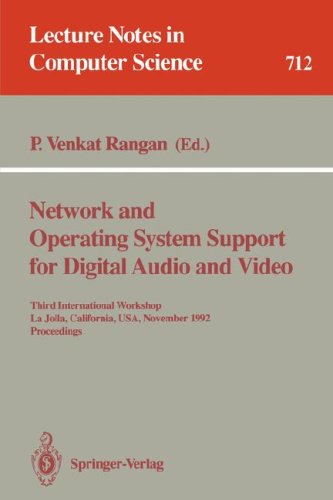 Lecture Notes in
Computer Science 712
P. Venkat Rangan (Ed.)
Network and
Operating System Support
for Digital Audio and Video
Third International Workshop
La Jolla, California, USA, November 1992
Proceedings
Springer-Verlag